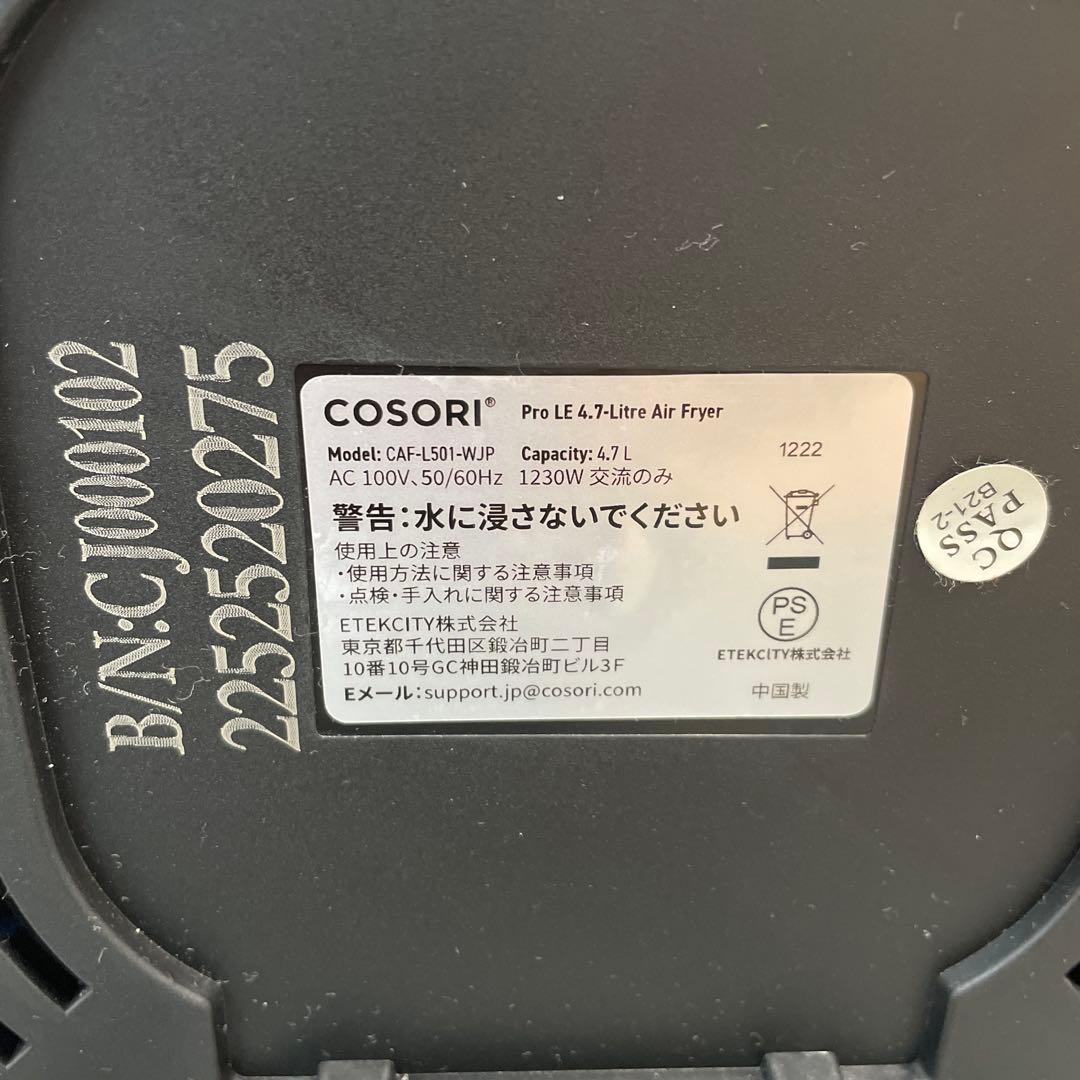 B/N:CJ000102
2252520275
COSORI® Pro LE 4.7-Litre Air Fryer
Model: CAF-L501-WJP Capacity: 4.7 L
AC 100V、50/60Hz 1230W 交流のみ
1222
警告：水に浸さないでください
使用上の注意
・使用方法に関する注意事項
・点検・手入れに関する注意事項
ETEKCITY株式会社
東京都千代田区鍛冶町二丁目
10番10号GC神田鍛冶町ビル3F
Eメール：support.jp@cosori.com
PS
E
ETEKCITY株式会社
中国製
QC
PASS
B21-2